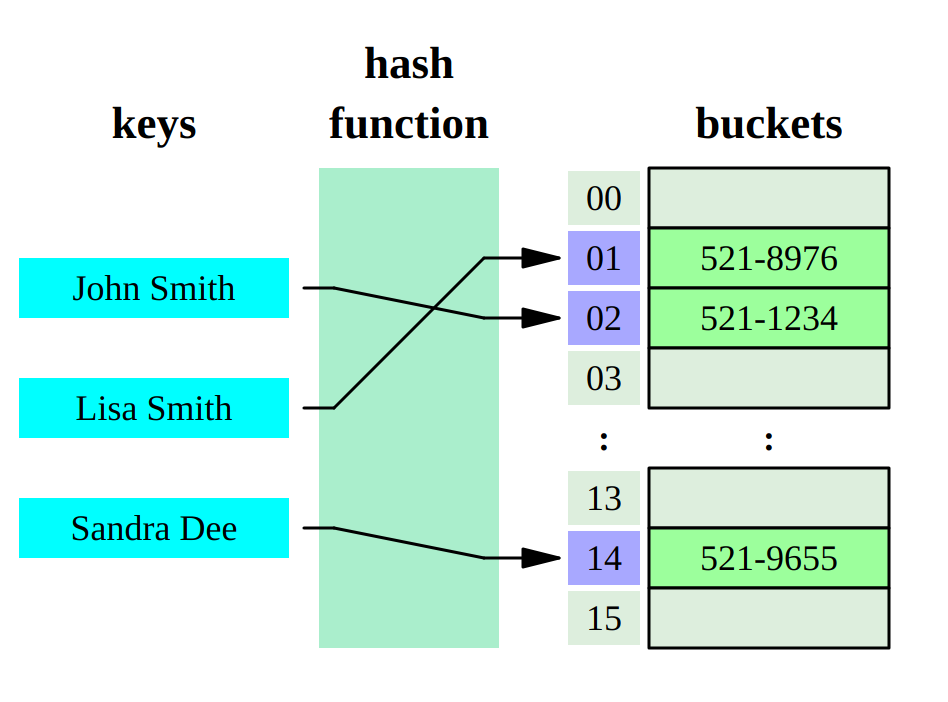 keys
hash
function
buckets
John Smith
Lisa Smith
Sandra Dee
00
01 521-8976
02 521-1234
03
: :
13
14 521-9655
15